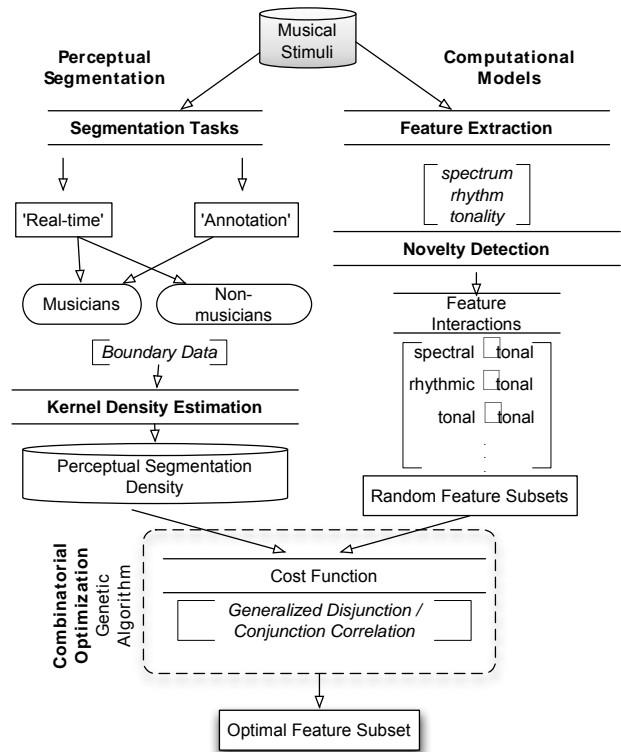 Musical
Stimuli
Perceptual
Segmentation
Computational
Models
Segmentation Tasks
Feature Extraction
spectrum
rhythm
tonality
'Real-time'
'Annotation'
Novelty Detection
Musicians
Non-
musicians
Feature
Interactions
[Boundary Data]
spectral □tonal
rhythmic □tonal
tonal □tonal
Kernel Density Estimation
Perceptual Segmentation
Density
Random Feature Subsets
Combinatorial
Optimization
Genetic
Algorithm
Cost Function
Generalized Disjunction /
Conjunction Correlation
Optimal Feature Subset